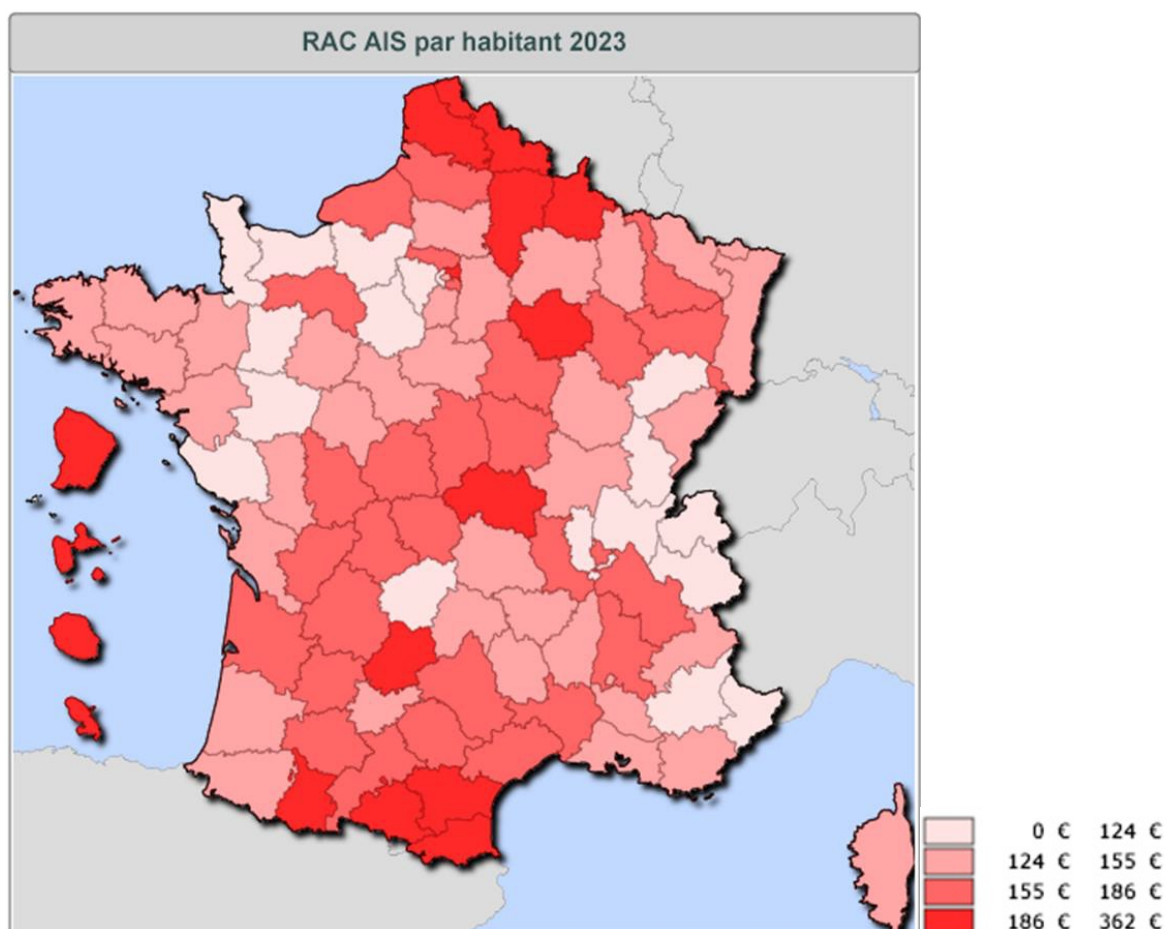 RAC AIS par habitant 2023
0 € 124 €
124 € 155 €
155 € 186 €
186 € 362 €